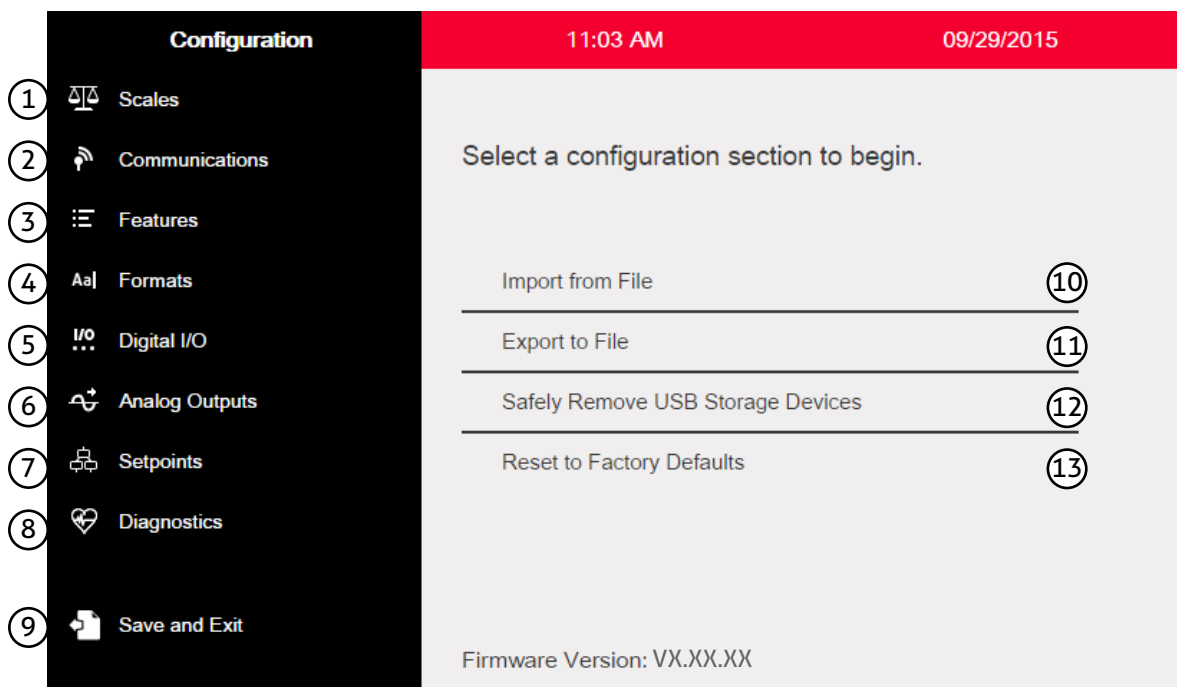 Configuration 11:03 AM 09/29/2015
1 Scales
2 Communications
3 Features
4 Aa Formats
5 I/O Digital I/O
6 Analog Outputs
7 Setpoints
8 Diagnostics
9 Save and Exit
Select a configuration section to begin.
Import from File 10
Export to File 11
Safely Remove USB Storage Devices 12
Reset to Factory Defaults 13
Firmware Version: VX.XX.XX